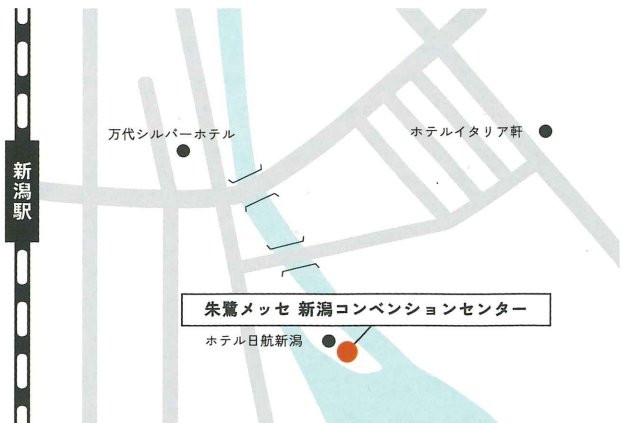 万代シルバーホテル
ホテルイタリア軒
新潟駅
朱鷺メッセ 新潟コンベンションセンター
ホテル日航新潟